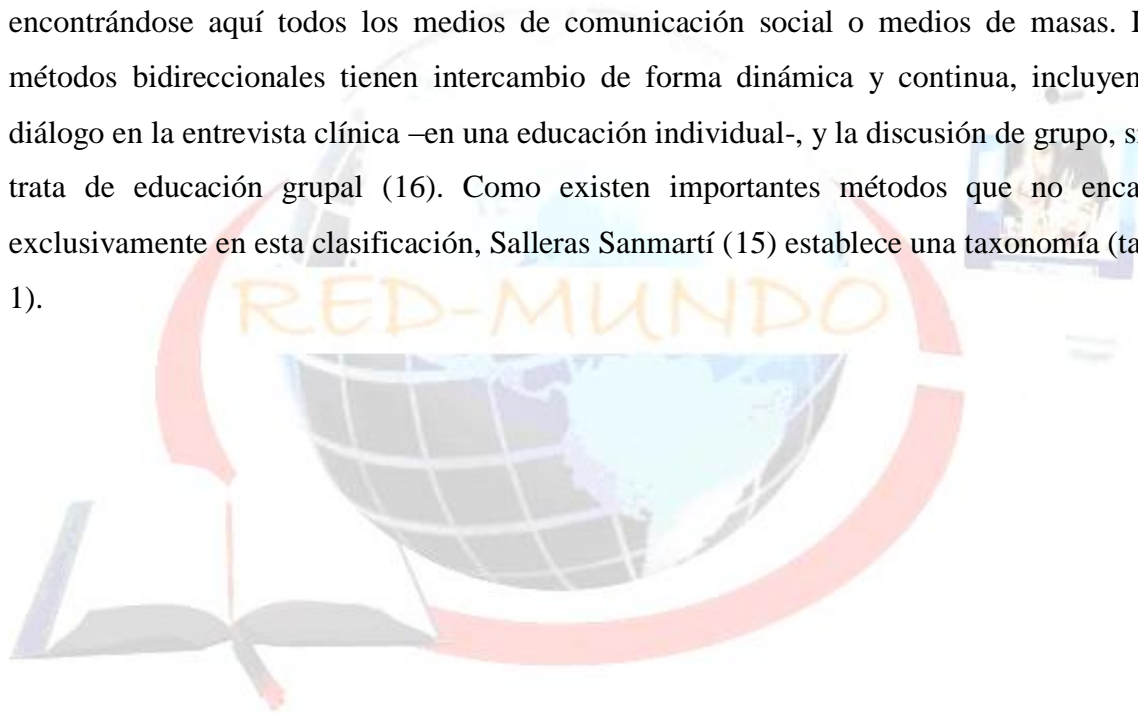 encontrándose aquí todos los medios de comunicación social o medios de masas.
métodos bidireccionales tienen intercambio de forma dinámica y continua,
diálogo en la entrevista clínica –en una educación individual-, y la discusión de grupo,
trata de educación grupal (16). Como existen importantes métodos que no
exclusivamente en esta clasificación, Salleras Sanmartí (15) establece una taxonomía
1).
RED-MUNDO